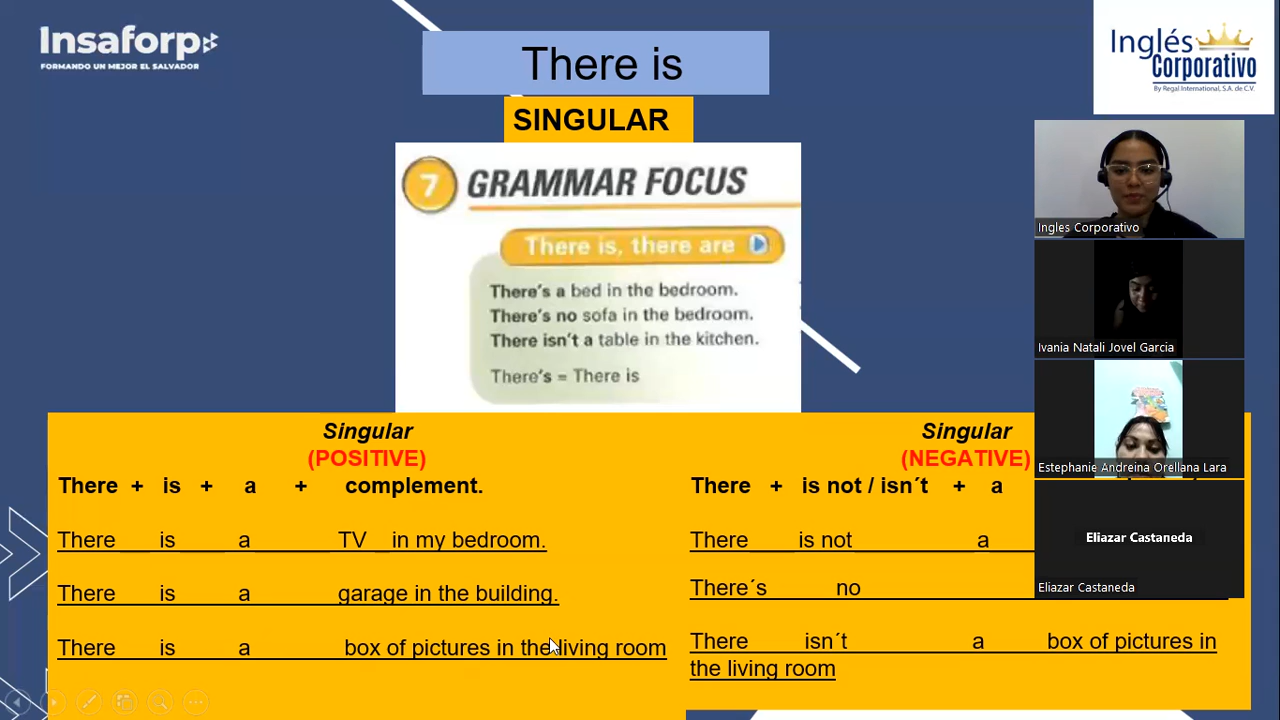 Insaforp
FORMANDO UN MEJOR EL SALVADOR
There is
SINGULAR
Inglés
Corporativo
By Regal International, S.A. de C.V.
7 GRAMMAR FOCUS
There is, there are
There's a bed in the bedroom.
There's no sofa in the bedroom.
There isn't a table in the kitchen.
There's = There is
Singular
(POSITIVE)
There + is + a + complement.
There is a TV in my bedroom.
There is a garage in the building.
There is a box of pictures in the living room
Singular
(NEGATIVE)
There + is not / isn´t + a
There is not a
There´s no
There isn´t a box of pictures in
the living room
Ingles Corporativo
Ivania Natali Jovel Garcia
Estephanie Andreina Orellana Lara
Eliazar Castaneda
Eliazar Castaneda